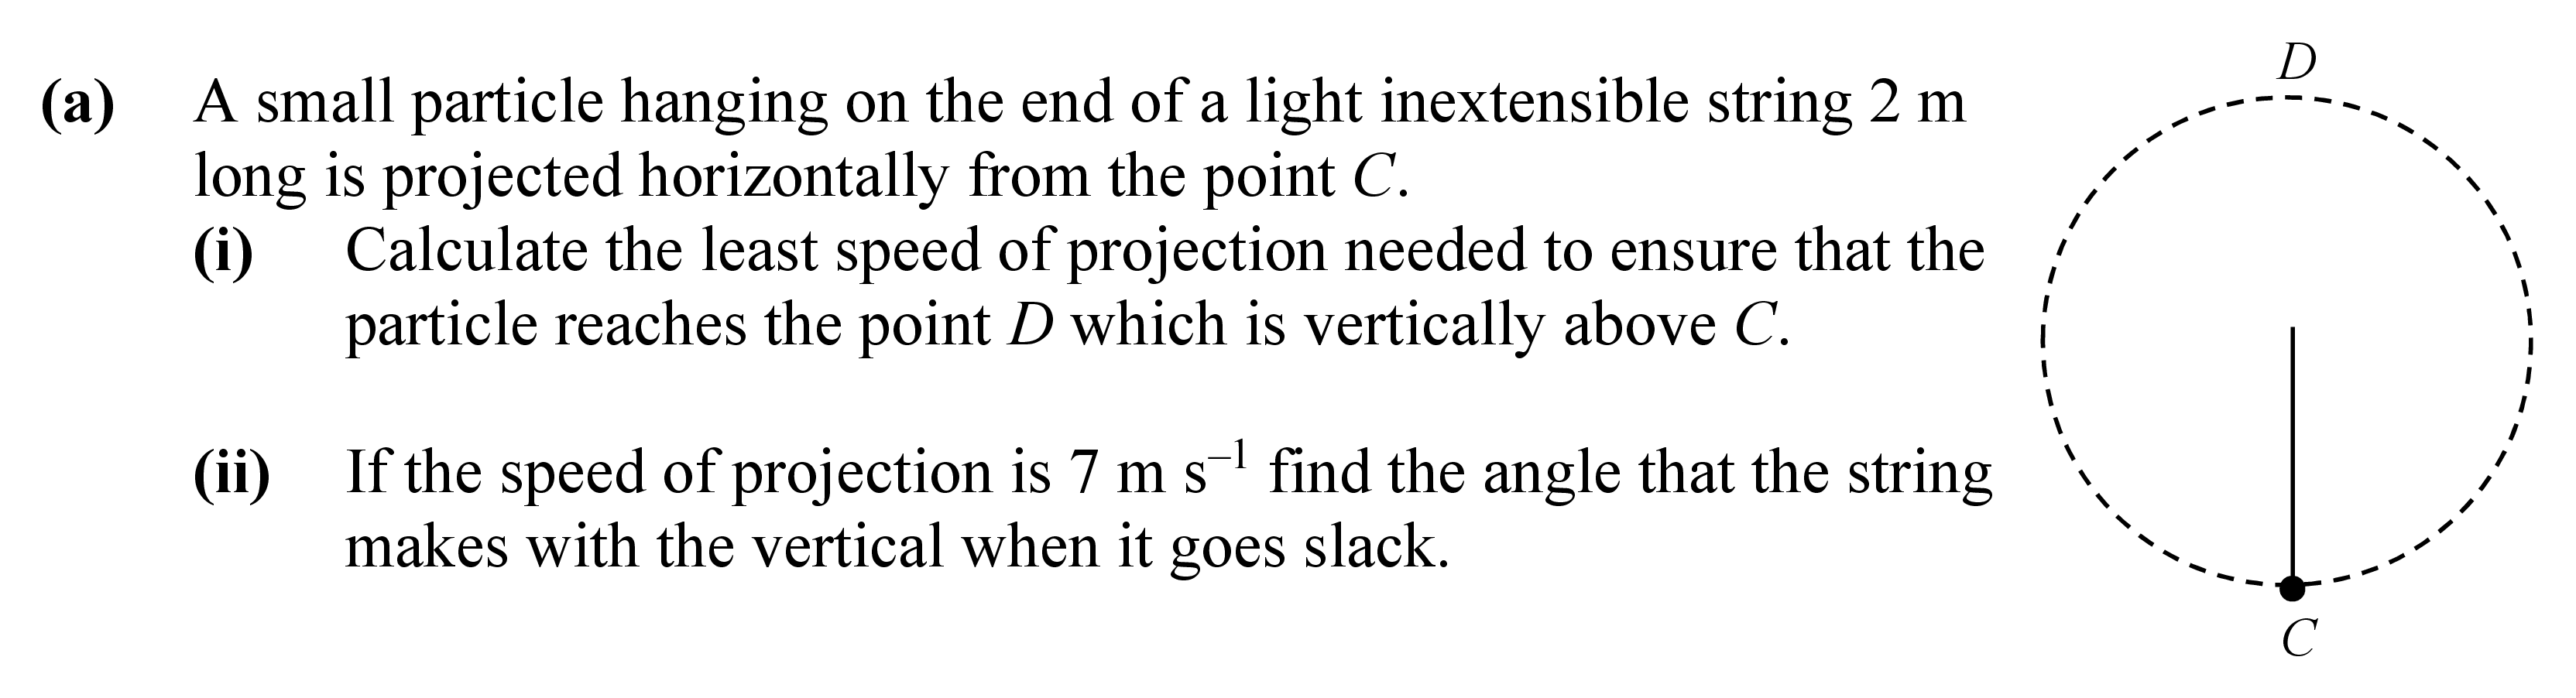 D
(a) A small particle hanging on the end of a light inextensible string 2 m
long is projected horizontally from the point C.
(i) Calculate the least speed of projection needed to ensure that the
particle reaches the point D which is vertically above C.
(ii) If the speed of projection is 7 m s⁻¹ find the angle that the string
makes with the vertical when it goes slack.
C